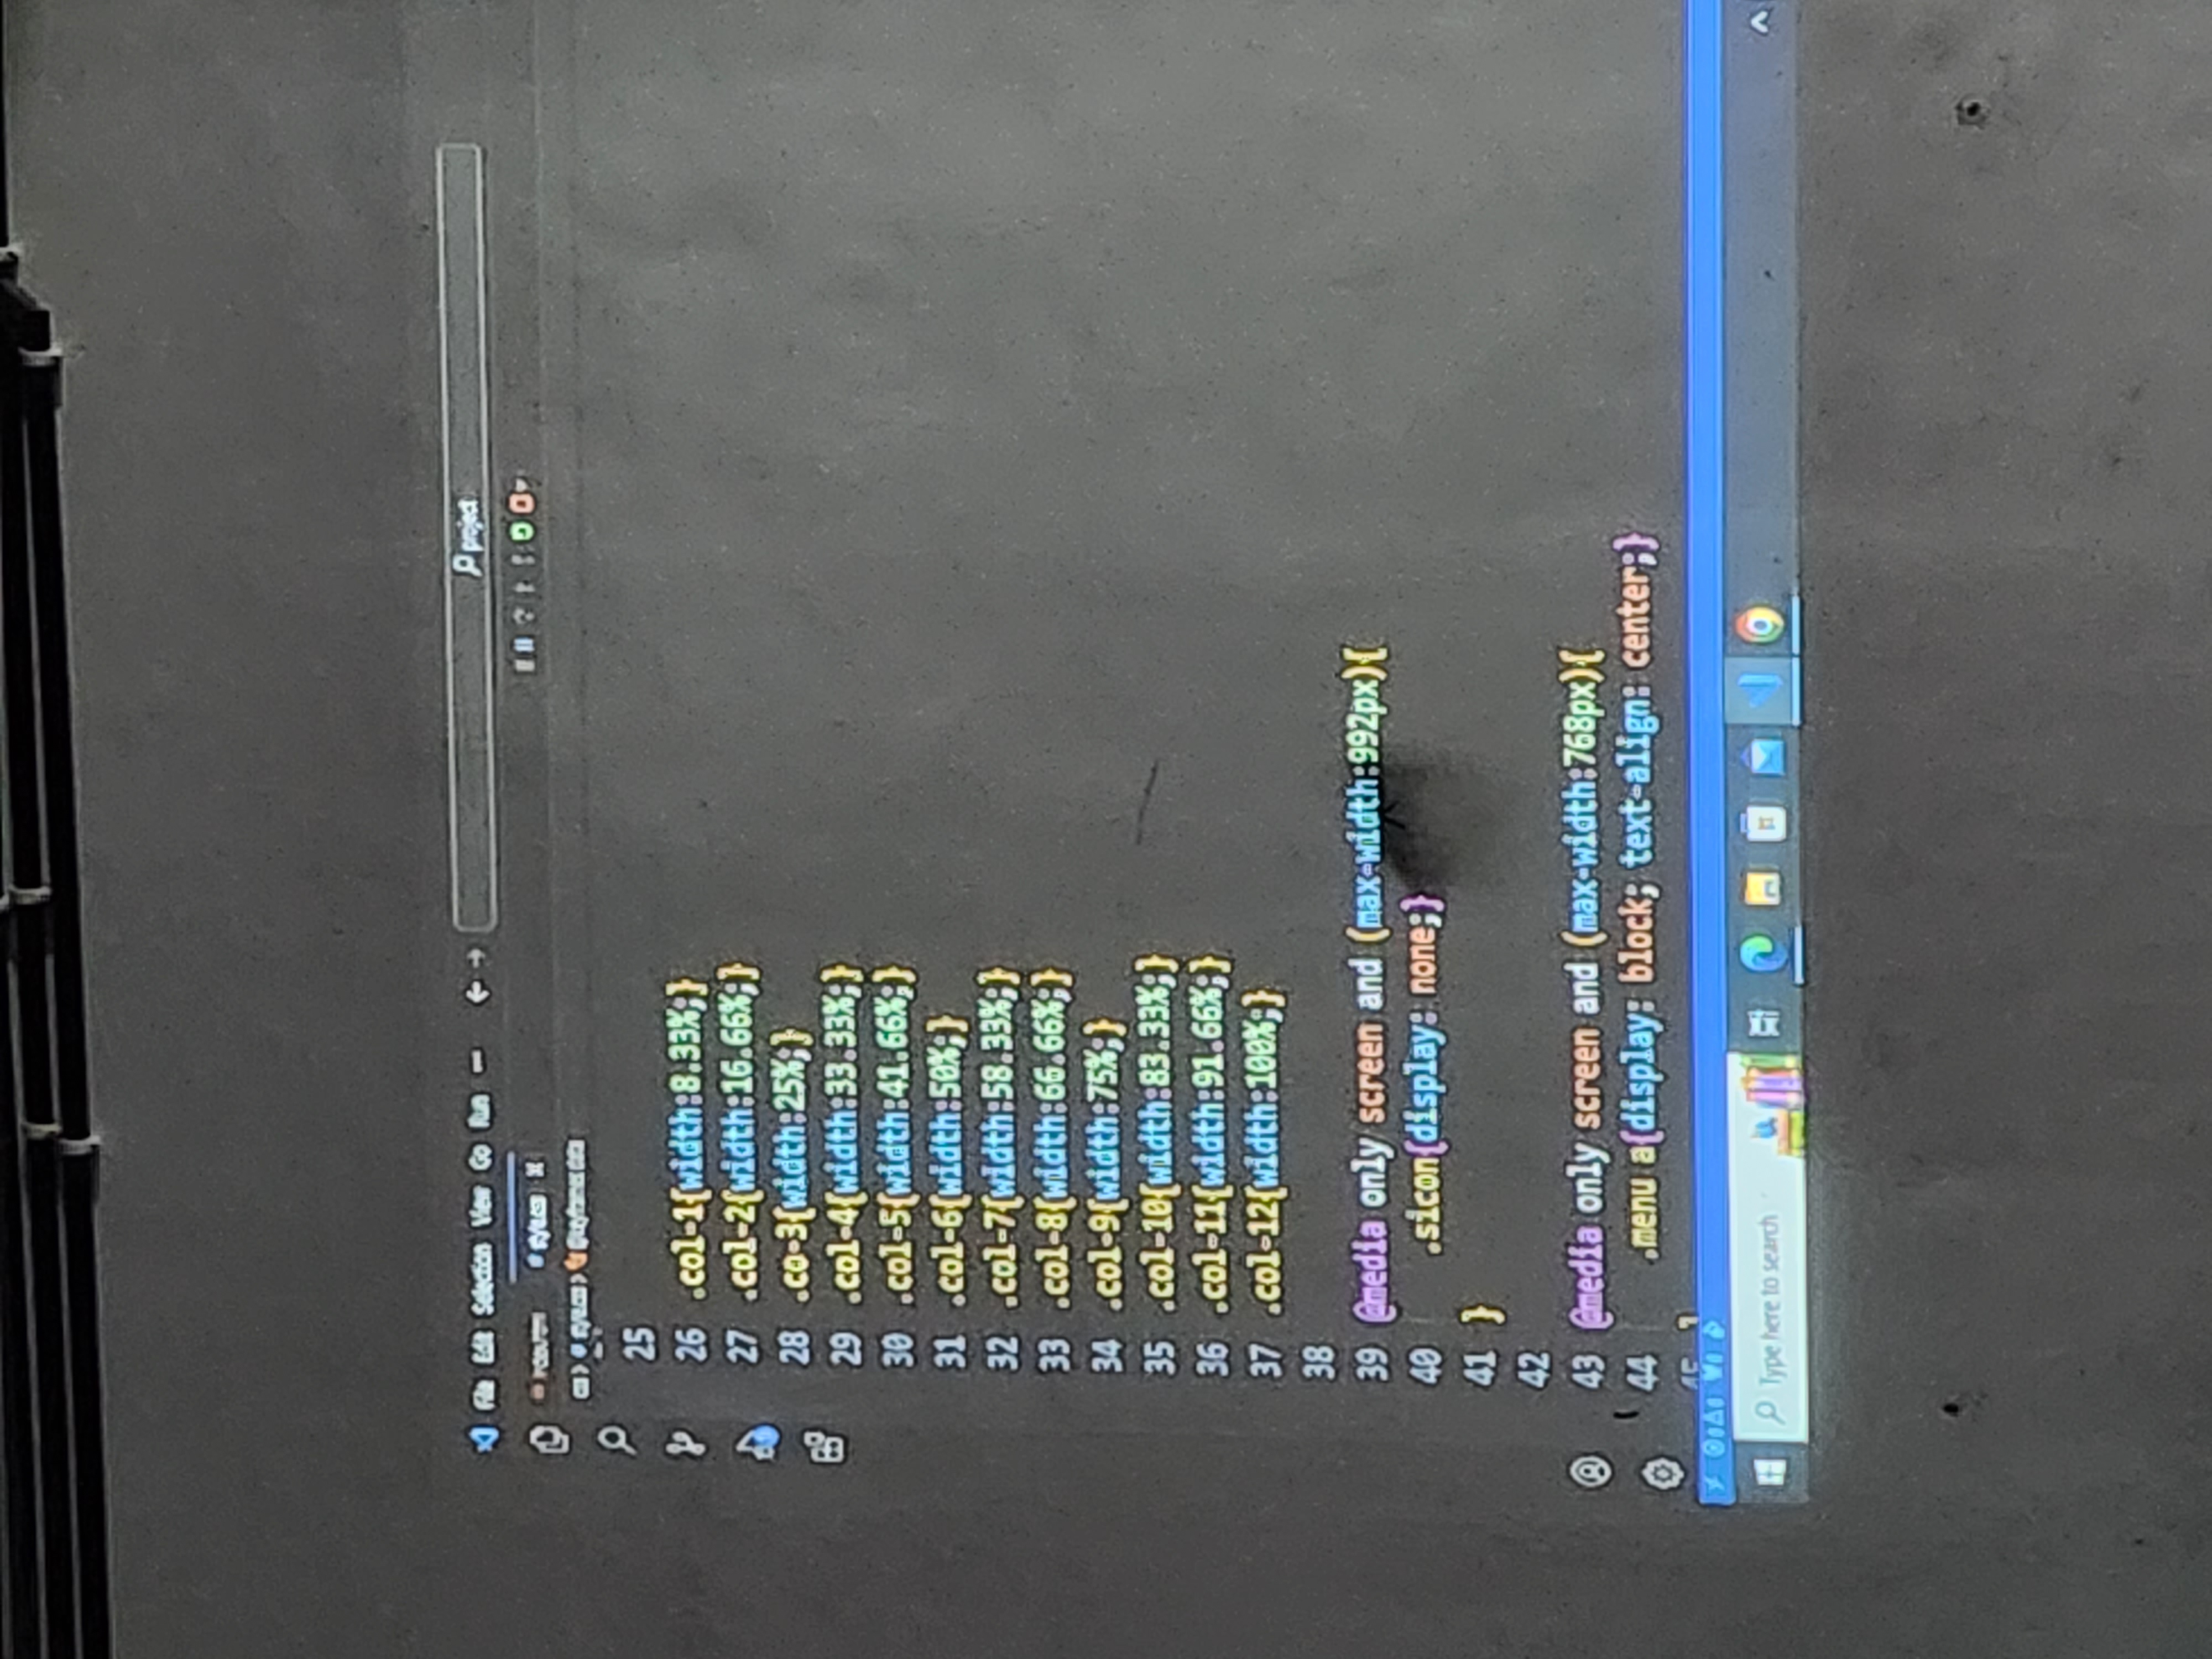 File Edit Selection View Go Run
project
index.html style.css
css > style.css > @keyframes data
25
26 .col-1{width:8.33%;}
27 .col-2{width:16.66%;}
28 .co-3{width:25%;}
29 .col-4{width:33.33%;}
30 .col-5{width:41.66%;}
31 .col-6{width:50%;}
32 .col-7{width:58.33%;}
33 .col-8{width:66.66%;}
34 .col-9{width:75%;}
35 .col-10{width:83.33%;}
36 .col-11{width:91.66%;}
37 .col-12{width:100%;}
38
39 @media only screen and (max-width:992px){
40 .sicon{display: none;}
41 }
42
43 @media only screen and (max-width:768px){
44 .menu a{display: block; text-align: center;}
45 }
Type here to search